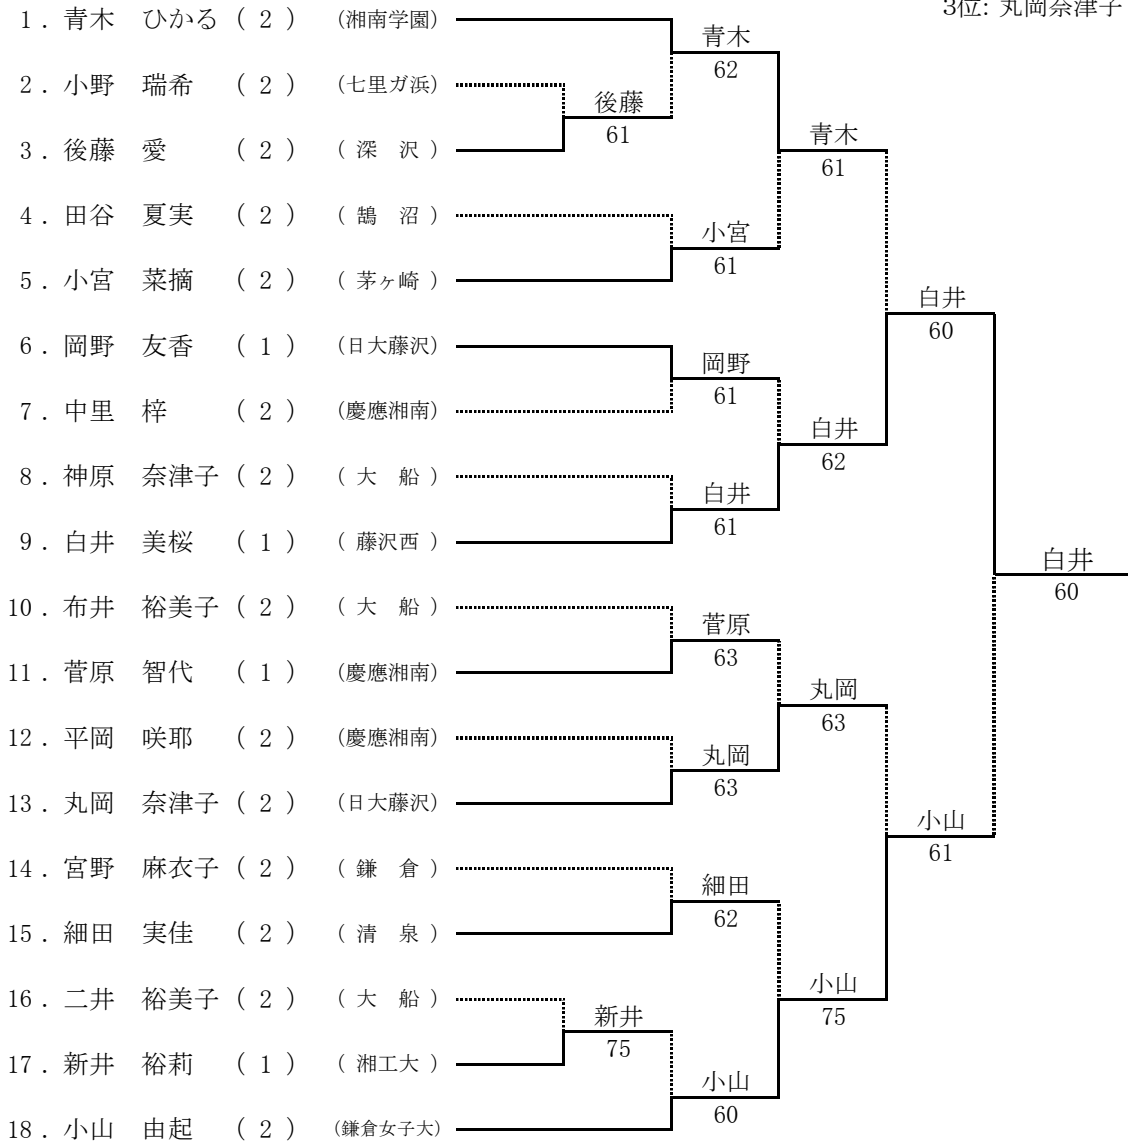 3位: 丸岡奈津子
1 . 青木　ひかる ( 2 ) (湘南学園)
青木
62
2 . 小野　瑞希 ( 2 ) (七里ガ浜)
後藤
61
3 . 後藤　愛 ( 2 ) ( 深　沢 )
青木
61
4 . 田谷　夏実 ( 2 ) ( 鵠　沼 )
小宮
61
5 . 小宮　菜摘 ( 2 ) ( 茅ヶ崎 )
白井
60
6 . 岡野　友香 ( 1 ) (日大藤沢)
岡野
61
7 . 中里　梓 ( 2 ) (慶應湘南)
白井
62
8 . 神原　奈津子 ( 2 ) ( 大　船 )
白井
61
9 . 白井　美桜 ( 1 ) ( 藤沢西 )
白井
60
10 . 布井　裕美子 ( 2 ) ( 大　船 )
菅原
63
11 . 菅原　智代 ( 1 ) (慶應湘南)
丸岡
63
12 . 平岡　咲耶 ( 2 ) (慶應湘南)
丸岡
63
13 . 丸岡　奈津子 ( 2 ) (日大藤沢)
小山
61
14 . 宮野　麻衣子 ( 2 ) ( 鎌　倉 )
細田
62
15 . 細田　実佳 ( 2 ) ( 清　泉 )
小山
75
16 . 二井　裕美子 ( 2 ) ( 大　船 )
新井
75
17 . 新井　裕莉 ( 1 ) ( 湘工大 )
小山
60
18 . 小山　由起 ( 2 ) (鎌倉女子大)